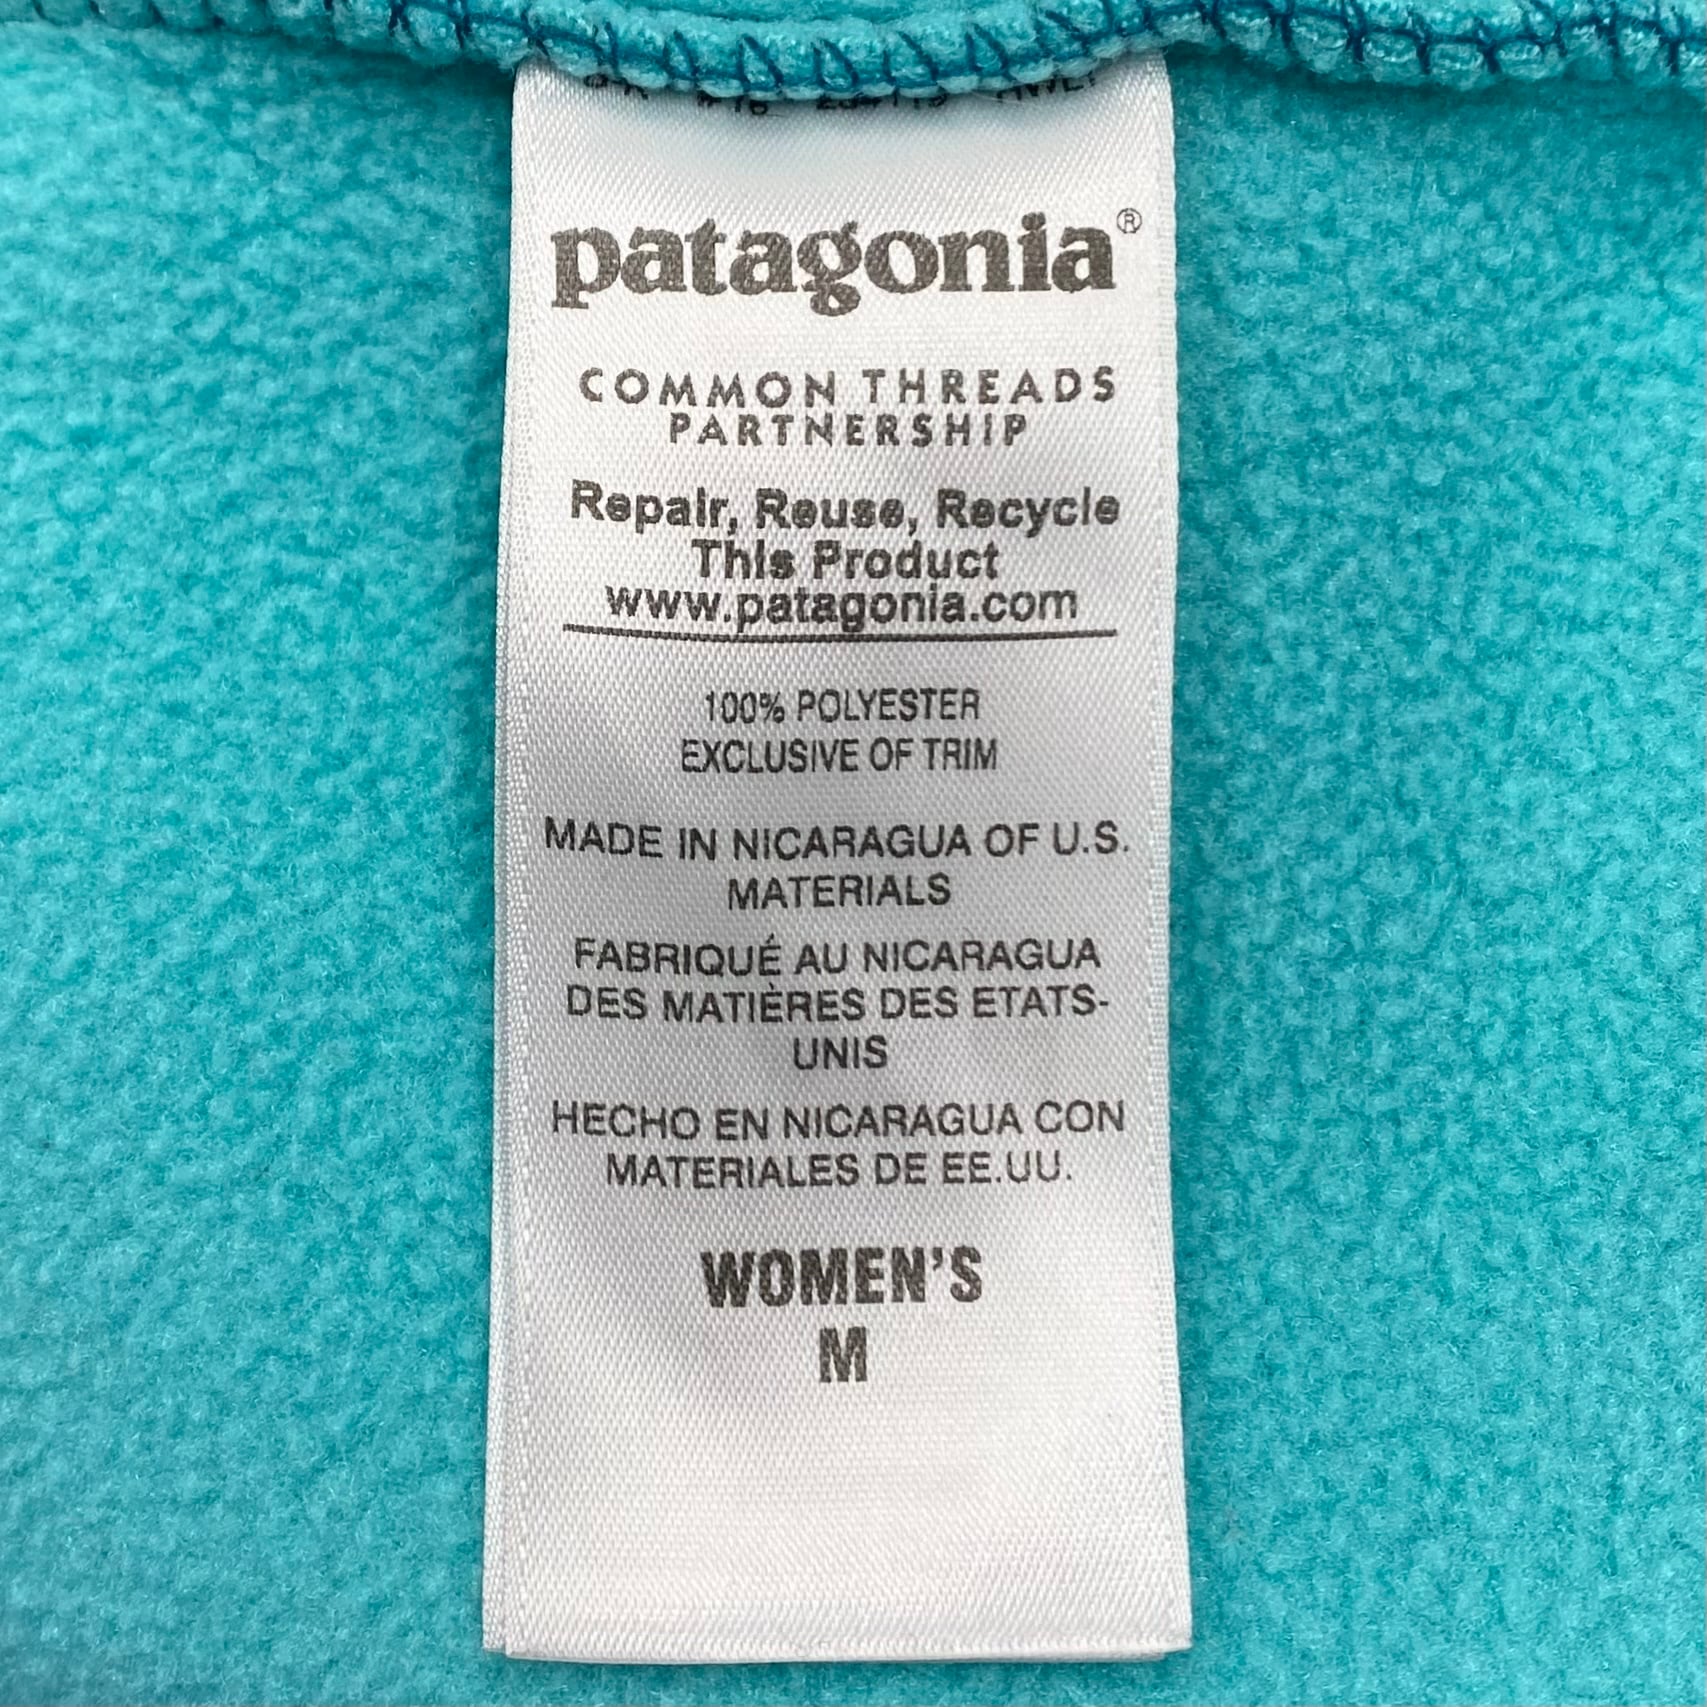 patagonia®
COMMON THREADS
PARTNERSHIP
Repair, Reuse, Recycle
This Product
www.patagonia.com
100% POLYESTER
EXCLUSIVE OF TRIM
MADE IN NICARAGUA OF U.S.
MATERIALS
FABRIQUÉ AU NICARAGUA
DES MATIÈRES DES ETATS-
UNIS
HECHO EN NICARAGUA CON
MATERIALES DE EE.UU.
WOMEN'S
M